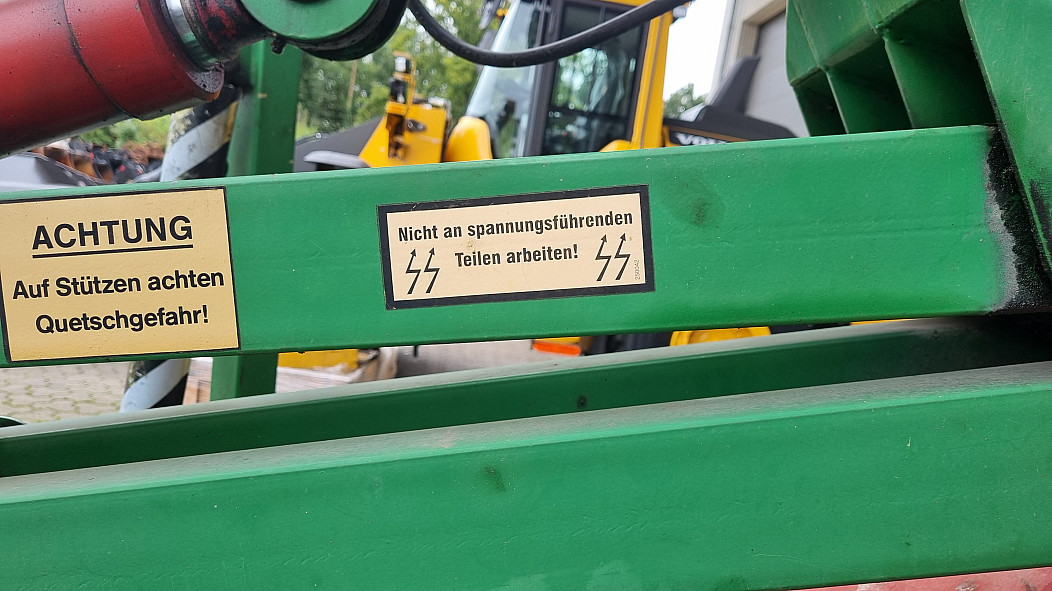 ACHTUNG
Auf Stützen achten
Quetschgefahr!
Nicht an spannungsführenden
Teilen arbeiten!